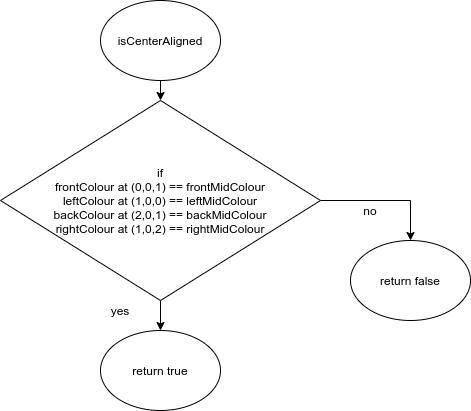 isCenterAligned
if
frontColour at (0,0,1) == frontMidColour
leftColour at (1,0,0) == leftMidColour
backColour at (2,0,1) == backMidColour
rightColour at (1,0,2) == rightMidColour
no
return false
yes
return true